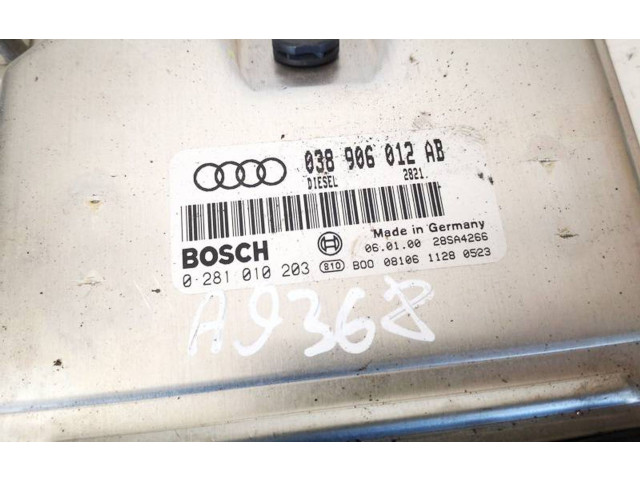 038 906 012 AB
DIESEL 2821.
Made in Germany
BOSCH 06.01.00 28SA4266
0 281 010 203 810 B00 08106 1128 0523
A9368